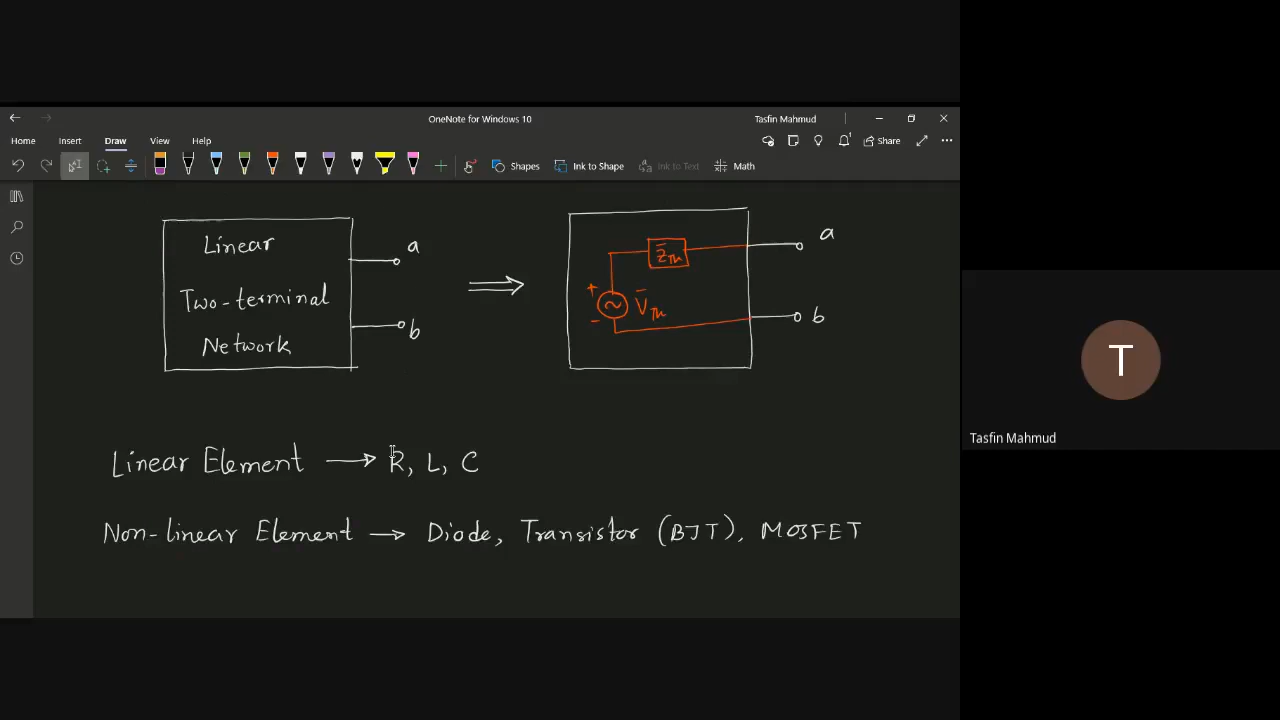 OneNote for Windows 10
Tasfin Mahmud
Home Insert Draw View Help
Share
Shapes Ink to Shape Ink to Text Math
Linear
Two-terminal
Network
a
b
⟹
Z̅Th
+
-
V̅Th
a
b
Linear Element → R, L, C
Non-linear Element → Diode, Transistor (BJT), MOSFET
T
Tasfin Mahmud